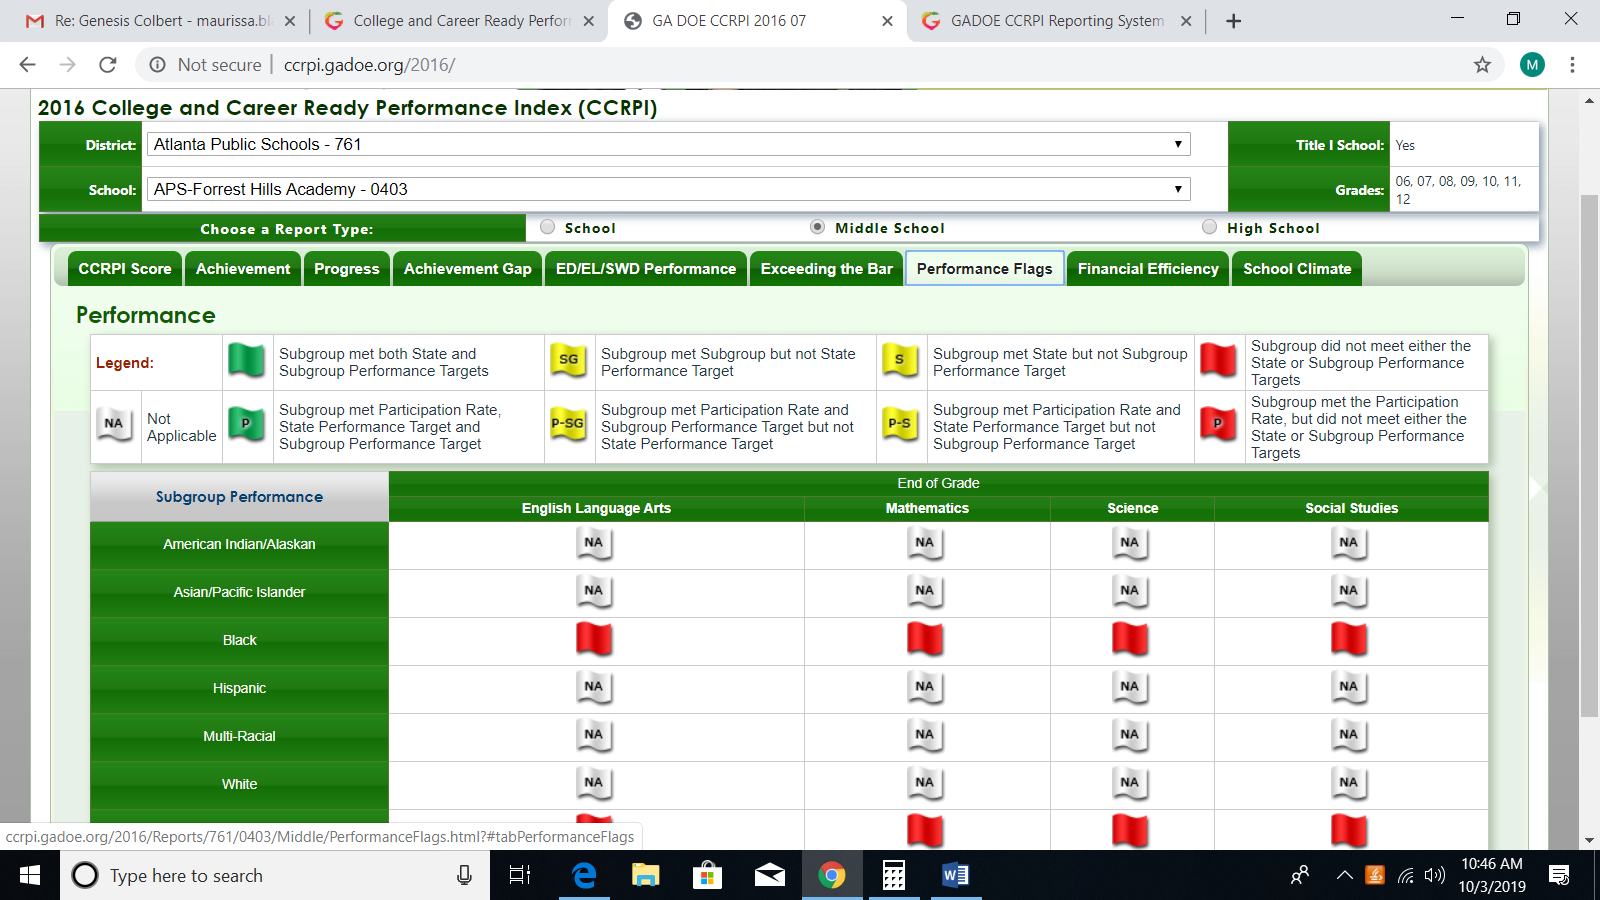 Re: Genesis Colbert - maurissa.bl
College and Career Ready Perfor
GA DOE CCRPI 2016 07
GADOE CCRPI Reporting System
Not secure
ccrpi.gadoe.org/2016/
M
2016 College and Career Ready Performance Index (CCRPI)
District:
Atlanta Public Schools - 761
Title I School:
Yes
School:
APS-Forrest Hills Academy - 0403
Grades:
06, 07, 08, 09, 10, 11,
12
Choose a Report Type:
School
Middle School
High School
CCRPI Score
Achievement
Progress
Achievement Gap
ED/EL/SWD Performance
Exceeding the Bar
Performance Flags
Financial Efficiency
School Climate
Performance
Legend:
Subgroup met both State and
Subgroup Performance Targets
SG
Subgroup met Subgroup but not State
Performance Target
S
Subgroup met State but not Subgroup
Performance Target
Subgroup did not meet either the
State or Subgroup Performance
Targets
NA
Not
Applicable
P
Subgroup met Participation Rate,
State Performance Target and
Subgroup Performance Target
P-SG
Subgroup met Participation Rate and
Subgroup Performance Target but not
State Performance Target
P-S
Subgroup met Participation Rate and
State Performance Target but not
Subgroup Performance Target
P
Subgroup met the Participation
Rate, but did not meet either the
State or Subgroup Performance
Targets
Subgroup Performance
End of Grade
English Language Arts
Mathematics
Science
Social Studies
American Indian/Alaskan
NA
NA
NA
NA
Asian/Pacific Islander
NA
NA
NA
NA
Black
Hispanic
NA
NA
NA
NA
Multi-Racial
NA
NA
NA
NA
White
NA
NA
NA
NA
ccrpi.gadoe.org/2016/Reports/761/0403/Middle/PerformanceFlags.html?#tabPerformanceFlags
Type here to search
10:46 AM
10/3/2019